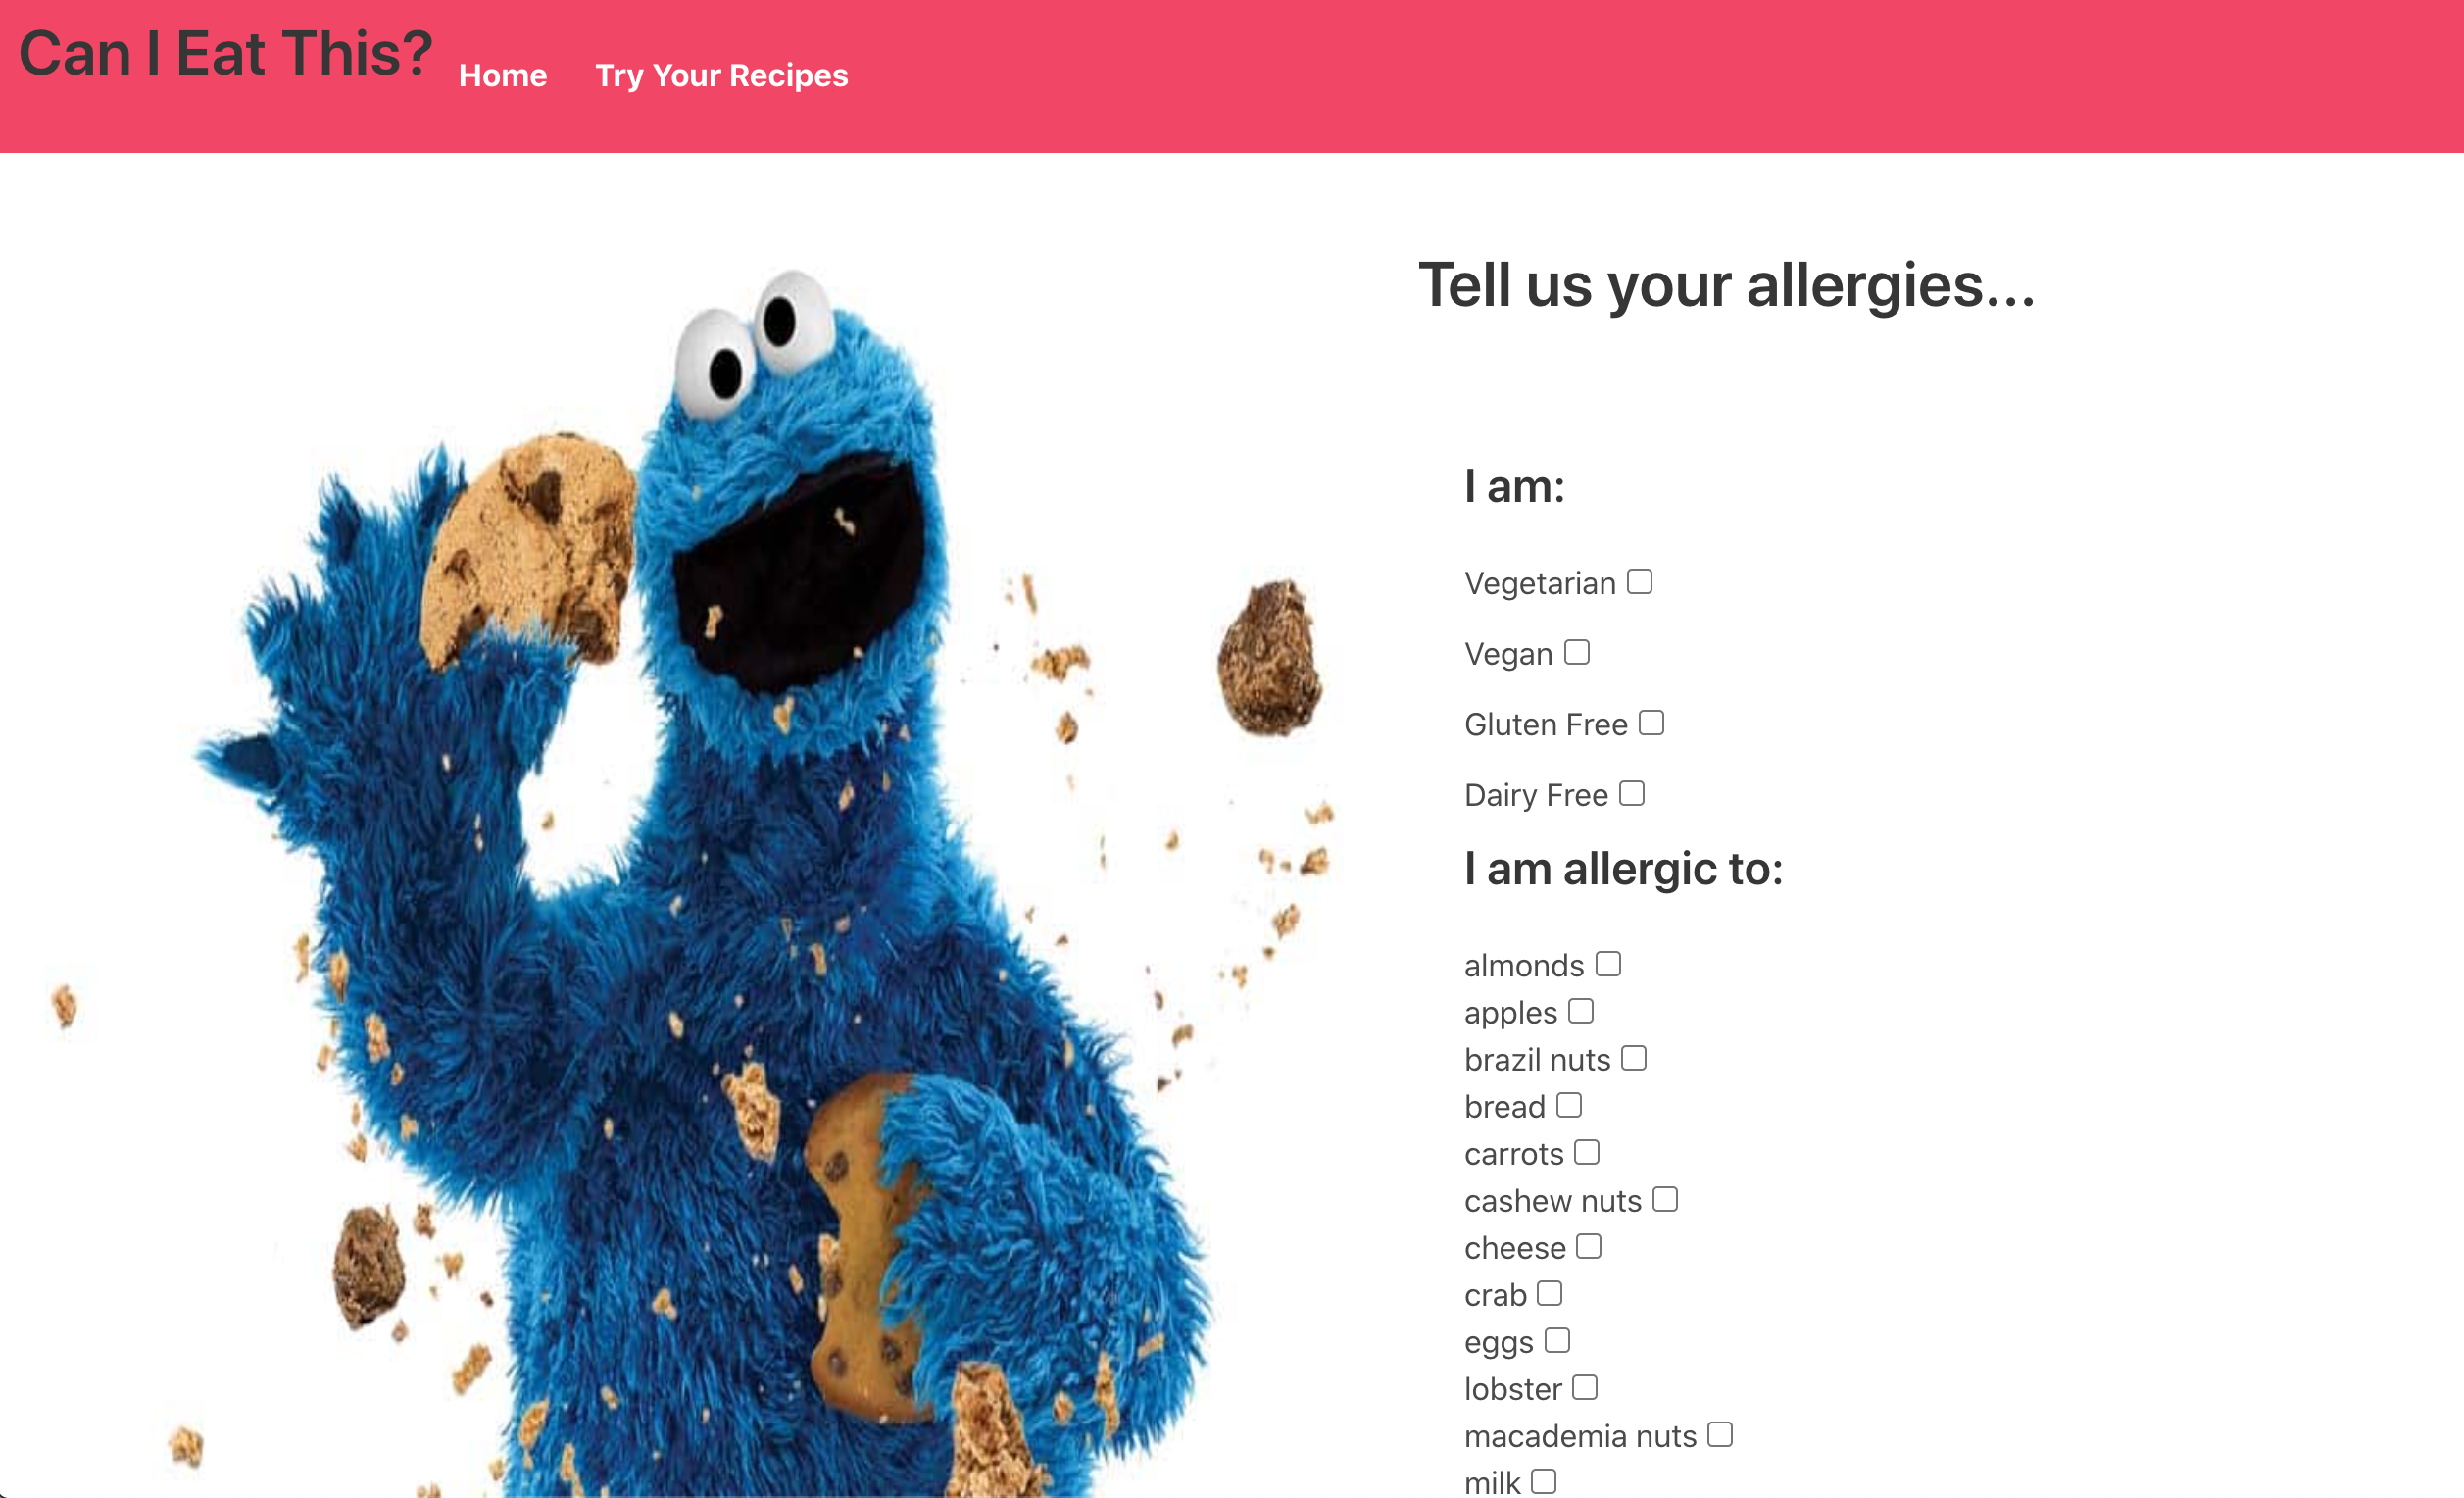 Can I Eat This?
Home
Try Your Recipes
Tell us your allergies...
I am:
Vegetarian
Vegan
Gluten Free
Dairy Free
I am allergic to:
almonds
apples
brazil nuts
bread
carrots
cashew nuts
cheese
crab
eggs
lobster
macademia nuts
milk